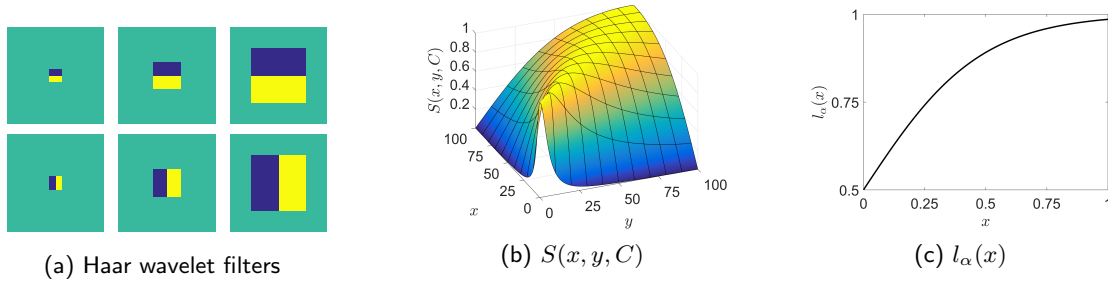 1
0.8
0.6
0.4
0.2
S(x, y, C)
100
75
50
25
0
x
0
25
50
75
100
y
1
0.75
0.5
l_α(x)
0
0.25
0.5
0.75
1
x
(a) Haar wavelet filters
(b) S(x, y, C)
(c) l_α(x)